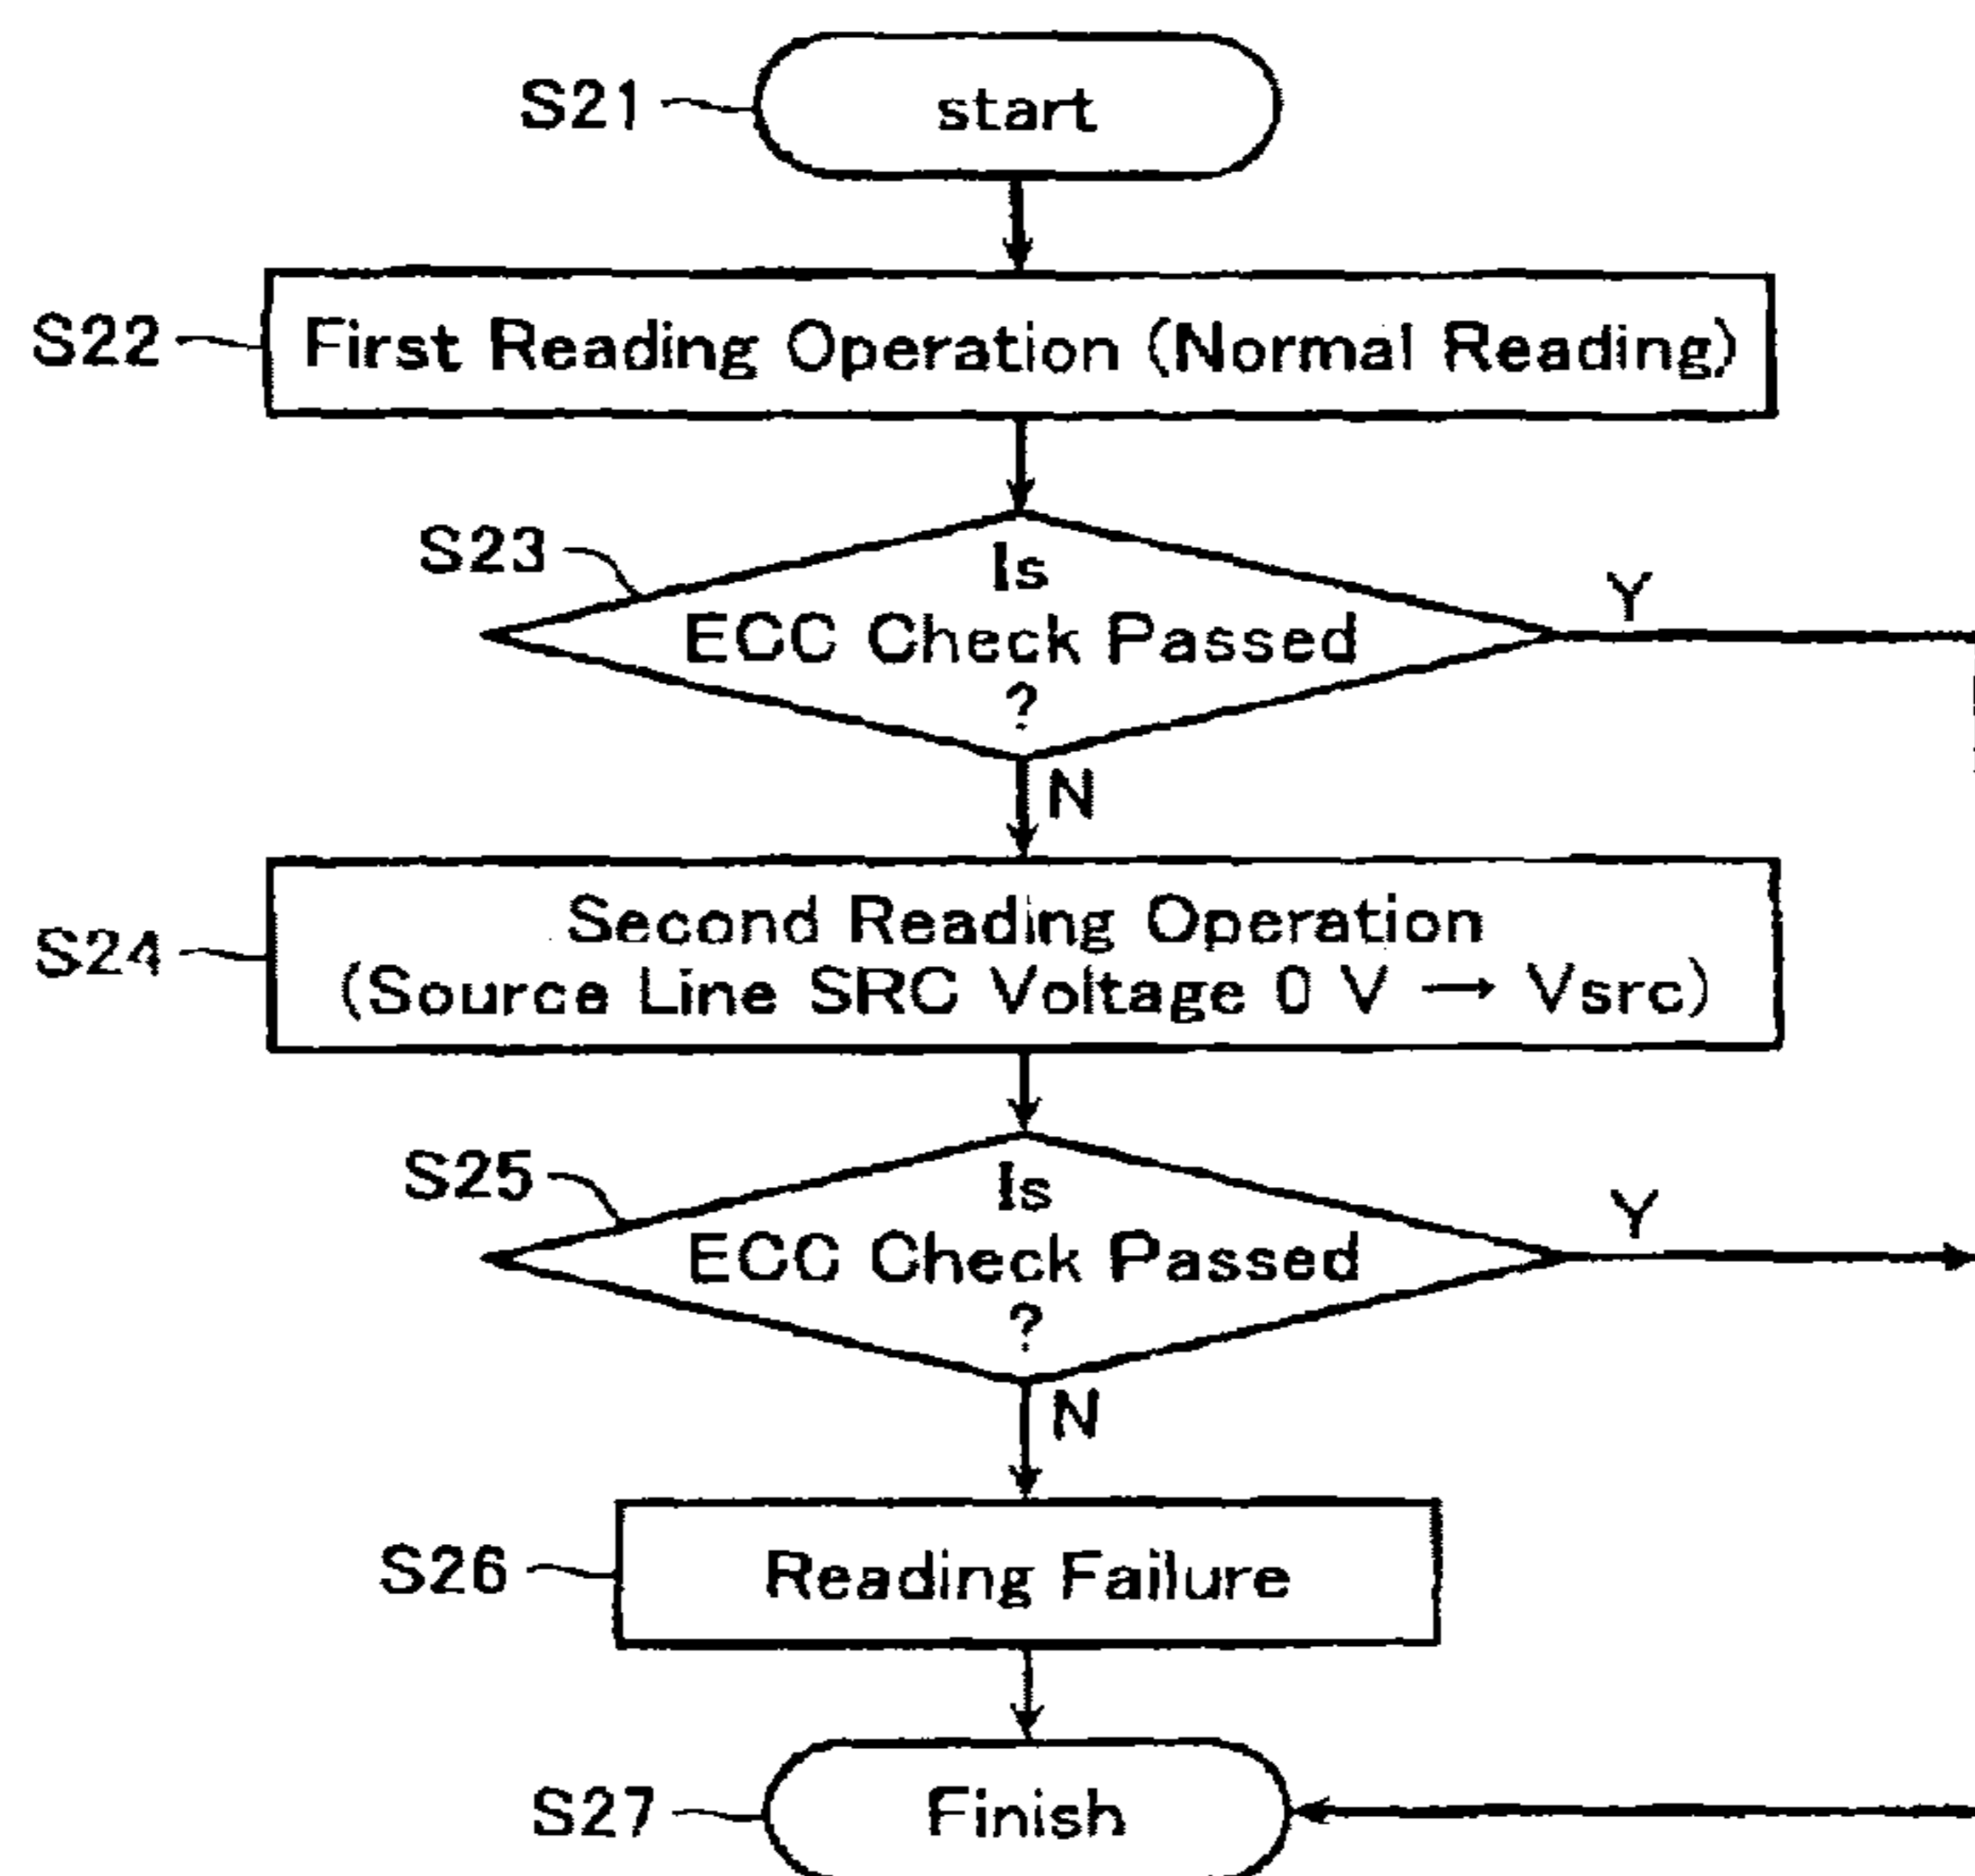 S21
start
S22
First Reading Operation (Normal Reading)
S23
Is
ECC Check Passed
?
Y
N
S24
Second Reading Operation
(Source Line SRC Voltage 0 V → Vsrc)
S25
Is
ECC Check Passed
?
Y
N
S26
Reading Failure
S27
Finish